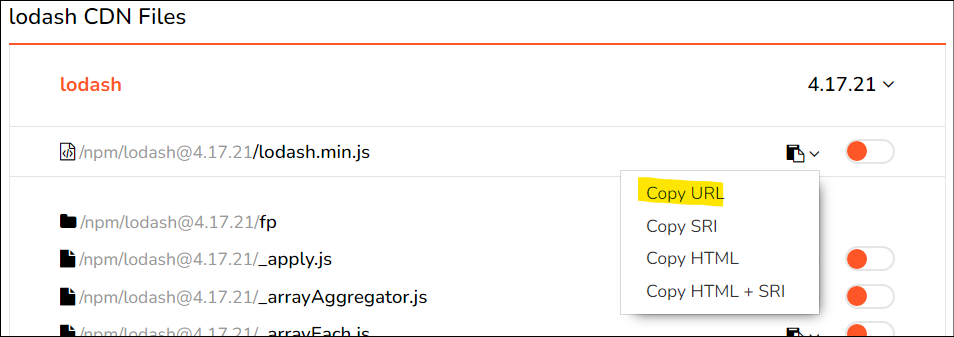 lodash CDN Files
lodash
4.17.21
/npm/lodash@4.17.21/lodash.min.js
Copy URL
Copy SRI
Copy HTML
Copy HTML + SRI
/npm/lodash@4.17.21/fp
/npm/lodash@4.17.21/_apply.js
/npm/lodash@4.17.21/_arrayAggregator.js
/npm/lodash@4.17.21/_arrayEach.js